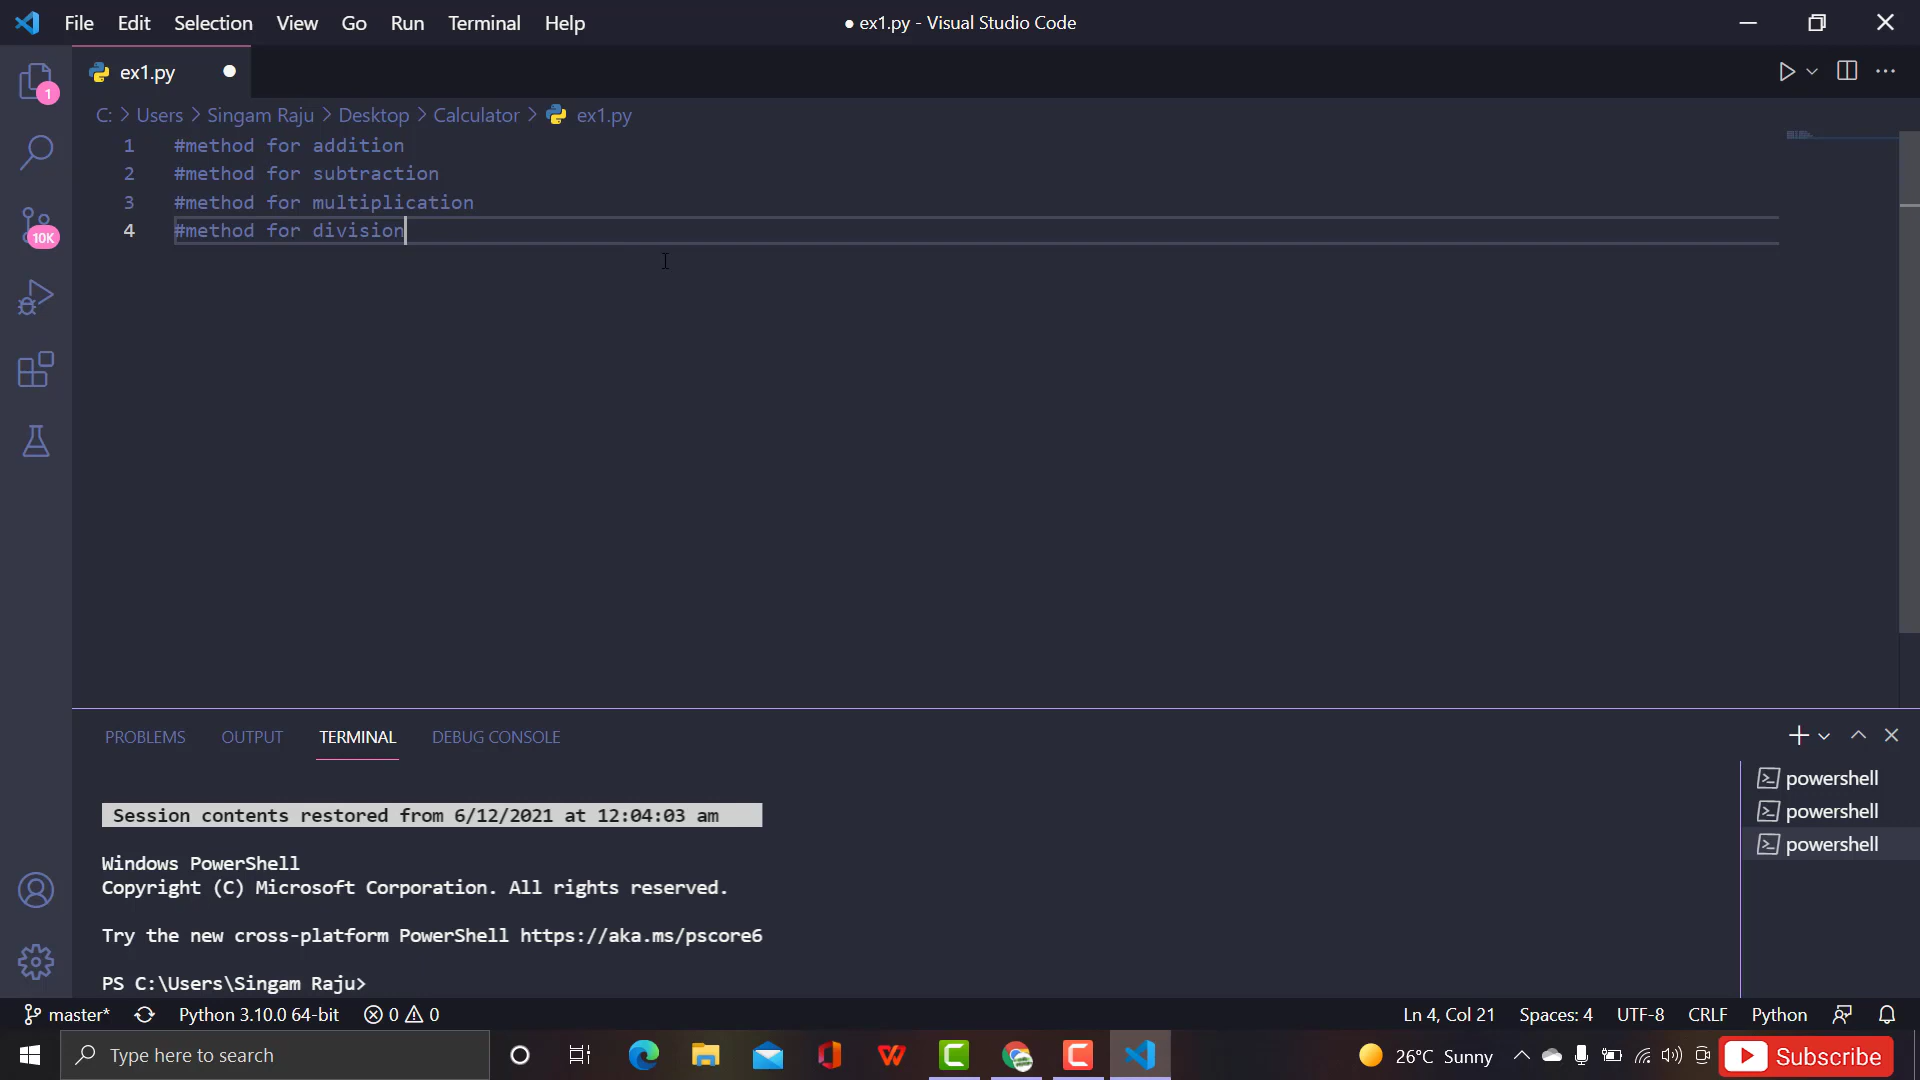 File Edit Selection View Go Run Terminal Help
● ex1.py - Visual Studio Code
ex1.py
C: > Users > Singam Raju > Desktop > Calculator > ex1.py
1 #method for addition
2 #method for subtraction
3 #method for multiplication
4 #method for division
1
10K
PROBLEMS OUTPUT TERMINAL DEBUG CONSOLE
Session contents restored from 6/12/2021 at 12:04:03 am
Windows PowerShell
Copyright (C) Microsoft Corporation. All rights reserved.
Try the new cross-platform PowerShell https://aka.ms/pscore6
PS C:\Users\Singam Raju>
powershell
powershell
powershell
master* Python 3.10.0 64-bit 0 0 Ln 4, Col 21 Spaces: 4 UTF-8 CRLF Python
Type here to search
26°C Sunny
Subscribe